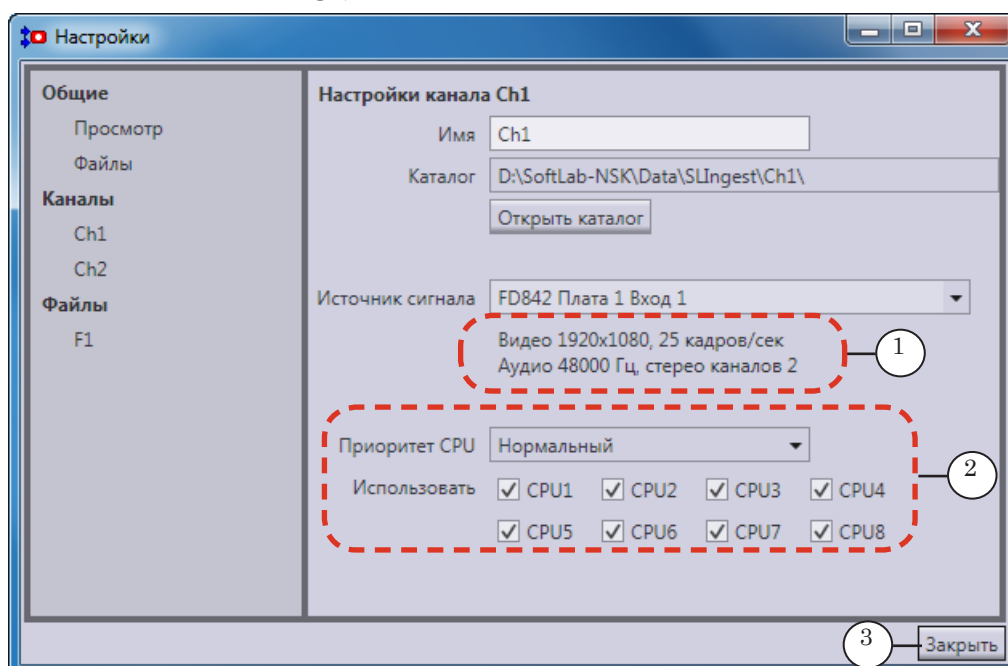 Настройки
Общие
Просмотр
Файлы
Каналы
Ch1
Ch2
Файлы
F1
Настройки канала Ch1
Имя Ch1
Каталог D:\SoftLab-NSK\Data\SLIngest\Ch1\
Открыть каталог
Источник сигнала FD842 Плата 1 Вход 1
Видео 1920x1080, 25 кадров/сек
Аудио 48000 Гц, стерео каналов 2
1
Приоритет CPU Нормальный
Использовать CPU1 CPU2 CPU3 CPU4
CPU5 CPU6 CPU7 CPU8
2
3
Закрыть